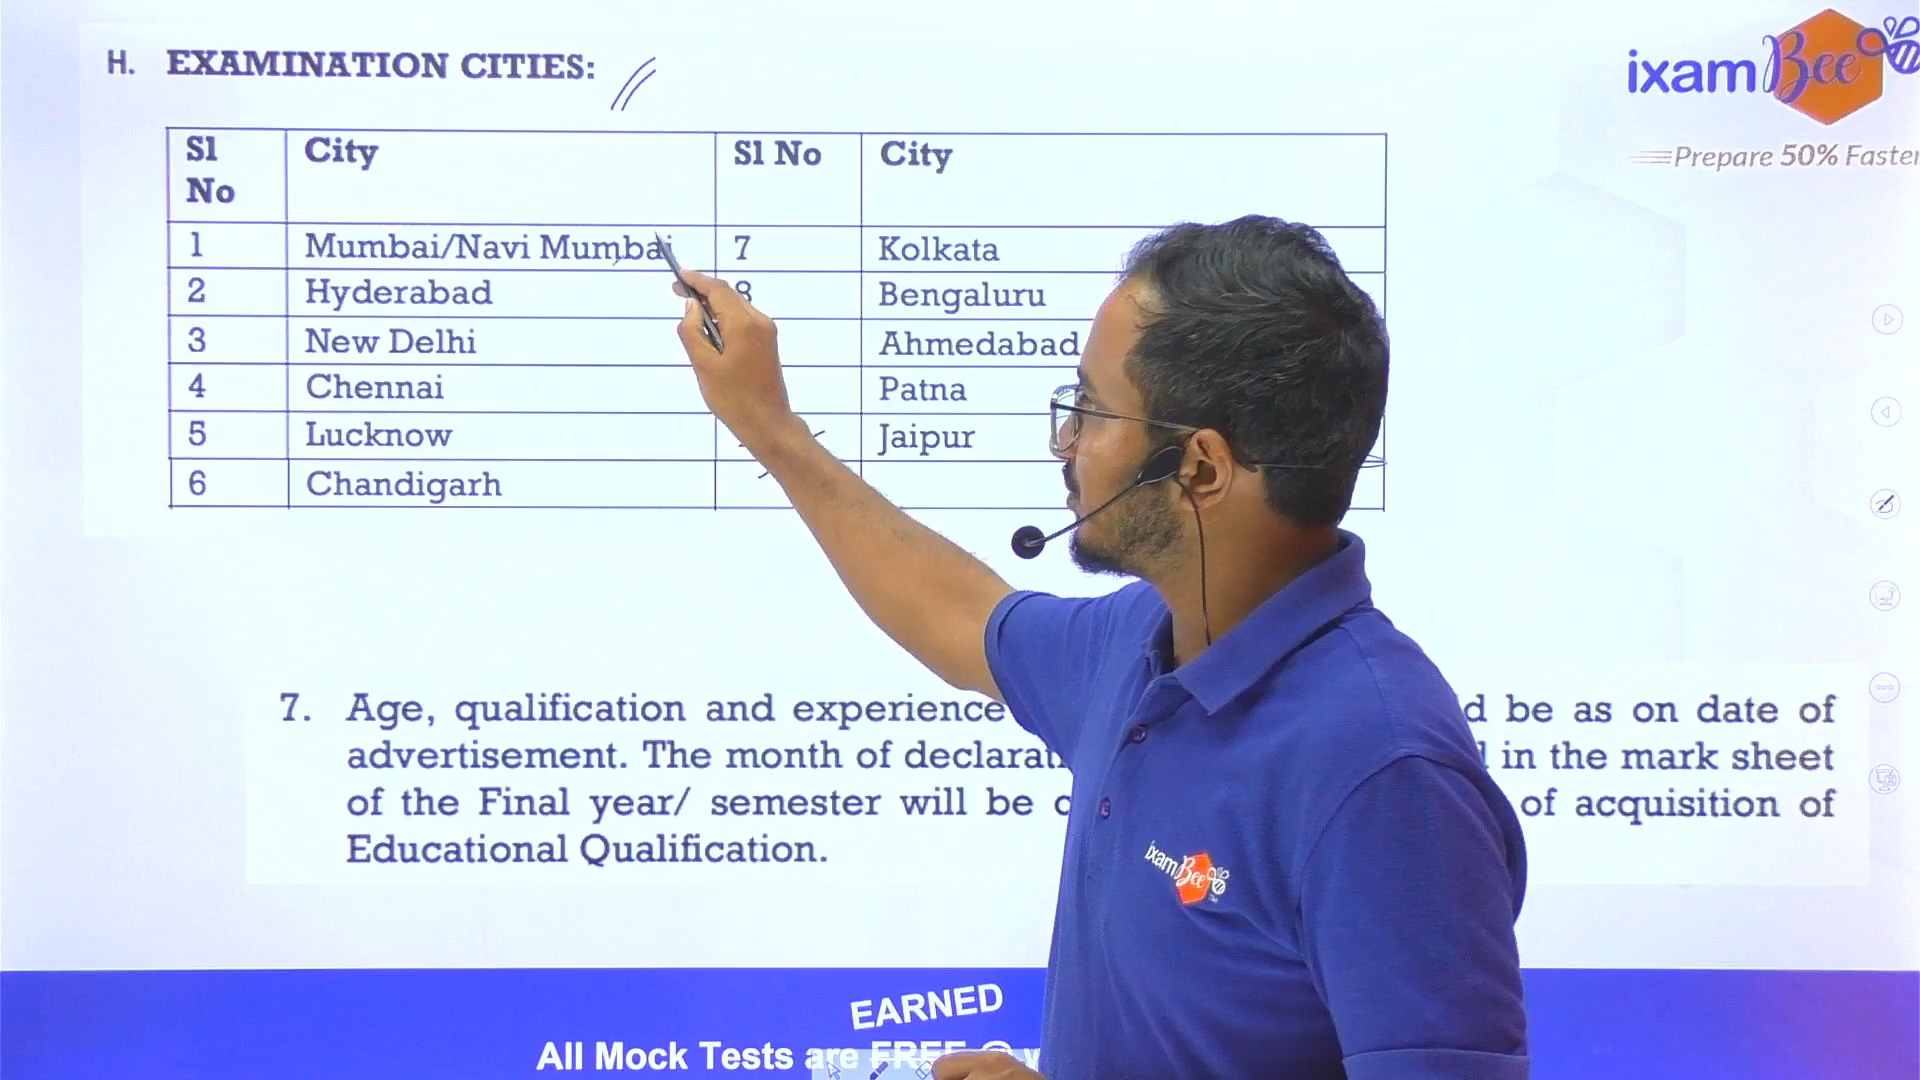 H. EXAMINATION CITIES:
Sl No City Sl No City
1 Mumbai/Navi Mumbai 7 Kolkata
2 Hyderabad 8 Bengaluru
3 New Delhi Ahmedabad
4 Chennai Patna
5 Lucknow Jaipur
6 Chandigarh
7. Age, qualification and experience d be as on date of
advertisement. The month of in the mark sheet
of the Final year/ semester will be of acquisition of
Educational Qualification.
ixamBee
Prepare 50% Faster
ixamBee
EARNED
All Mock Tests are FREE @